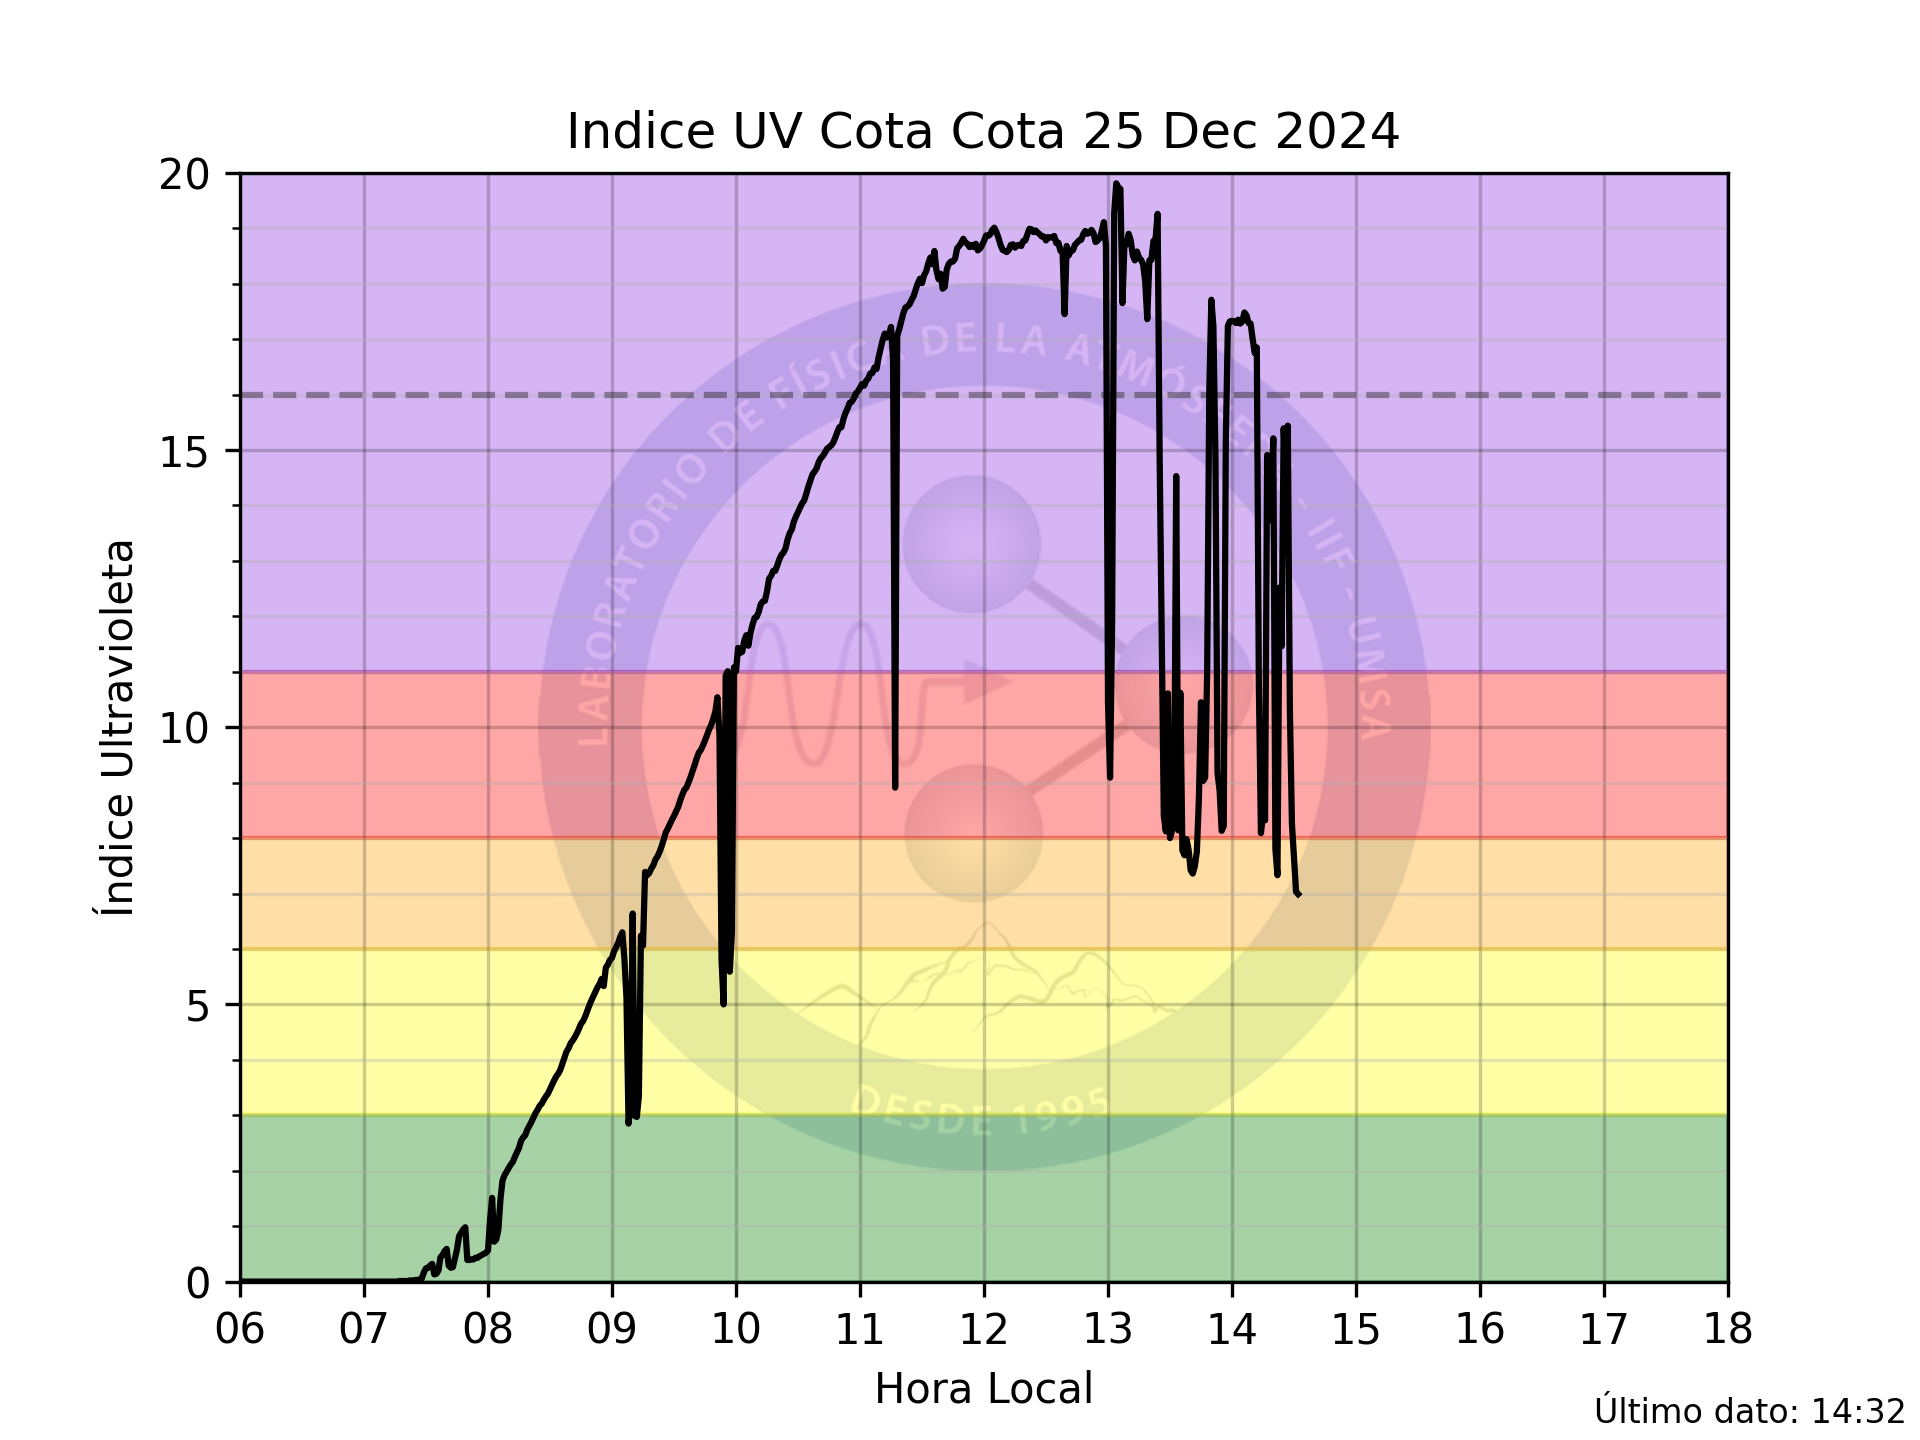 Indice UV Cota Cota 25 Dec 2024
20
15
10
5
0
Índice Ultravioleta
LABORATORIO DE FÍSICA DE LA ATMÓSFERA - IIF - UMSA
DESDE 1995
06 07 08 09 10 11 12 13 14 15 16 17 18
Hora Local
Último dato: 14:32